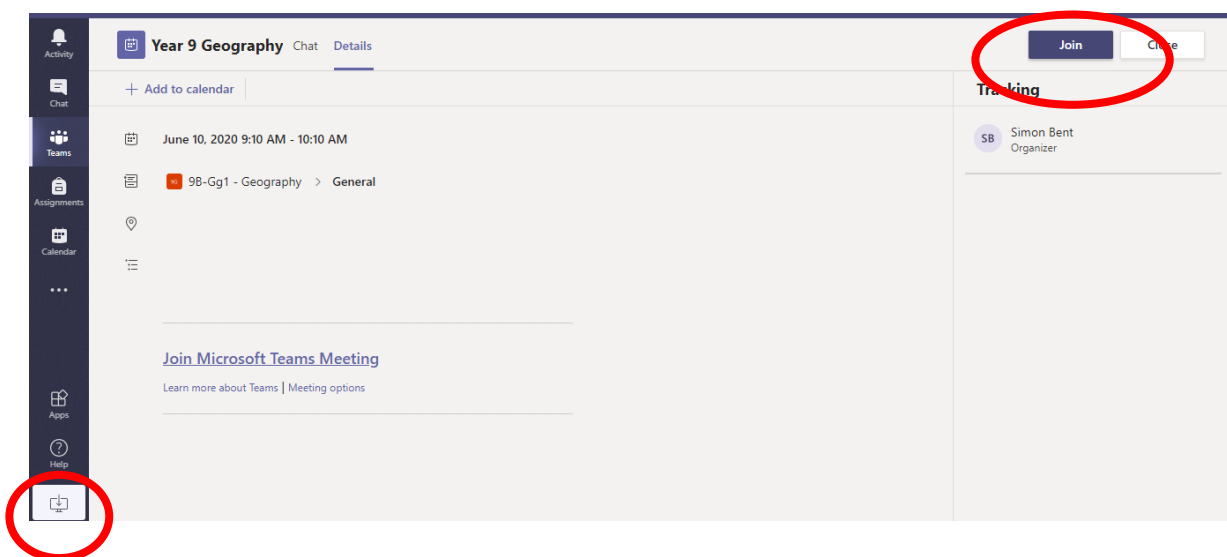 Activity
Chat
Teams
Assignments
Calendar
Apps
Help
Year 9 Geography Chat Details
Join Close
+ Add to calendar
June 10, 2020 9:10 AM - 10:10 AM
9B-Gg1 - Geography > General
Join Microsoft Teams Meeting
Learn more about Teams | Meeting options
Tracking
SB Simon Bent
Organizer